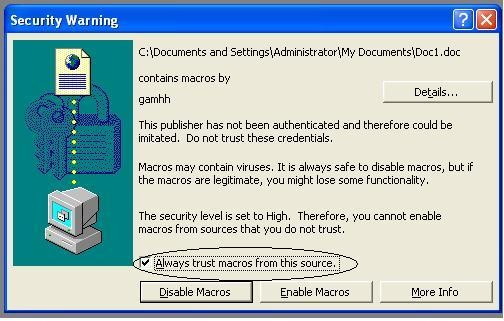 Security Warning
C:\Documents and Settings\Administrator\My Documents\Doc1.doc
contains macros by
gamhh
Details...
This publisher has not been authenticated and therefore could be
imitated. Do not trust these credentials.
Macros may contain viruses. It is always safe to disable macros, but if
the macros are legitimate, you might lose some functionality.
The security level is set to High. Therefore, you cannot enable
macros from sources that you do not trust.
Always trust macros from this source.
Disable Macros
Enable Macros
More Info